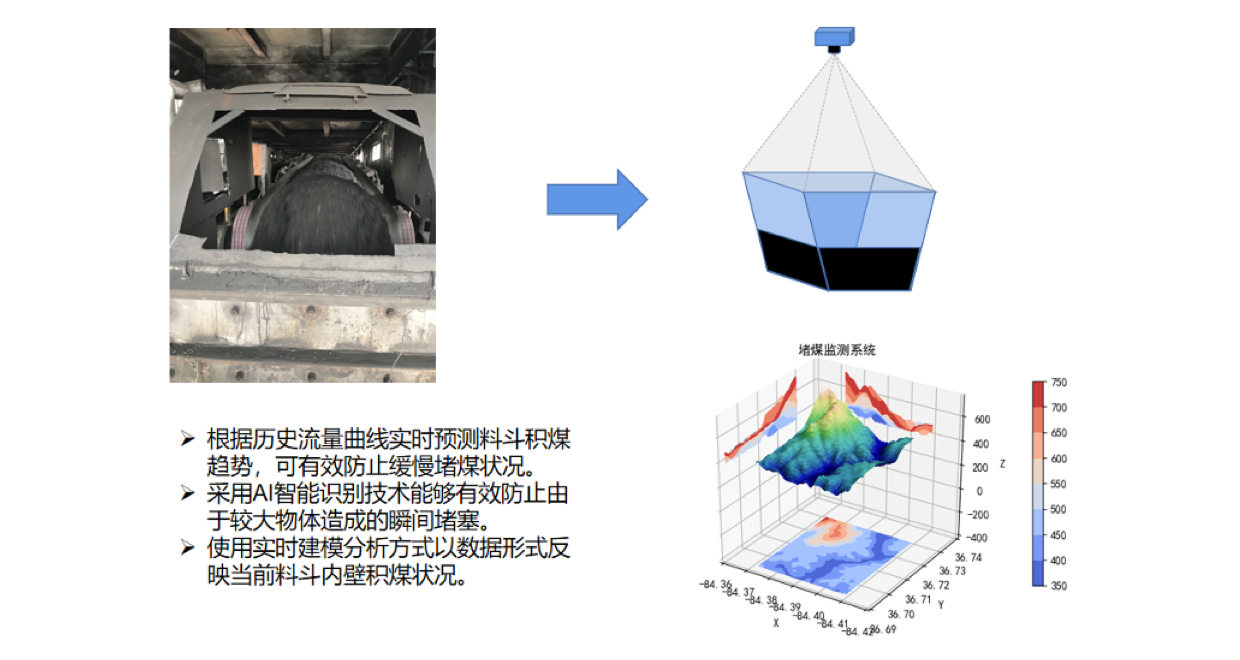 ➢ 根据历史流量曲线实时预测料斗积煤
趋势，可有效防止缓慢堵煤状况。
➢ 采用AI智能识别技术能够有效防止由
于较大物体造成的瞬间堵塞。
➢ 使用实时建模分析方式以数据形式反
映当前料斗内壁积煤状况。
堵煤监测系统
600
400
200
0
-200
-400
Z
-84.36
-84.37
-84.38
-84.39
-84.40
-84.41
-84.42
X
36.69
36.70
36.71
36.72
36.73
36.74
Y
750
700
650
600
550
500
450
400
350